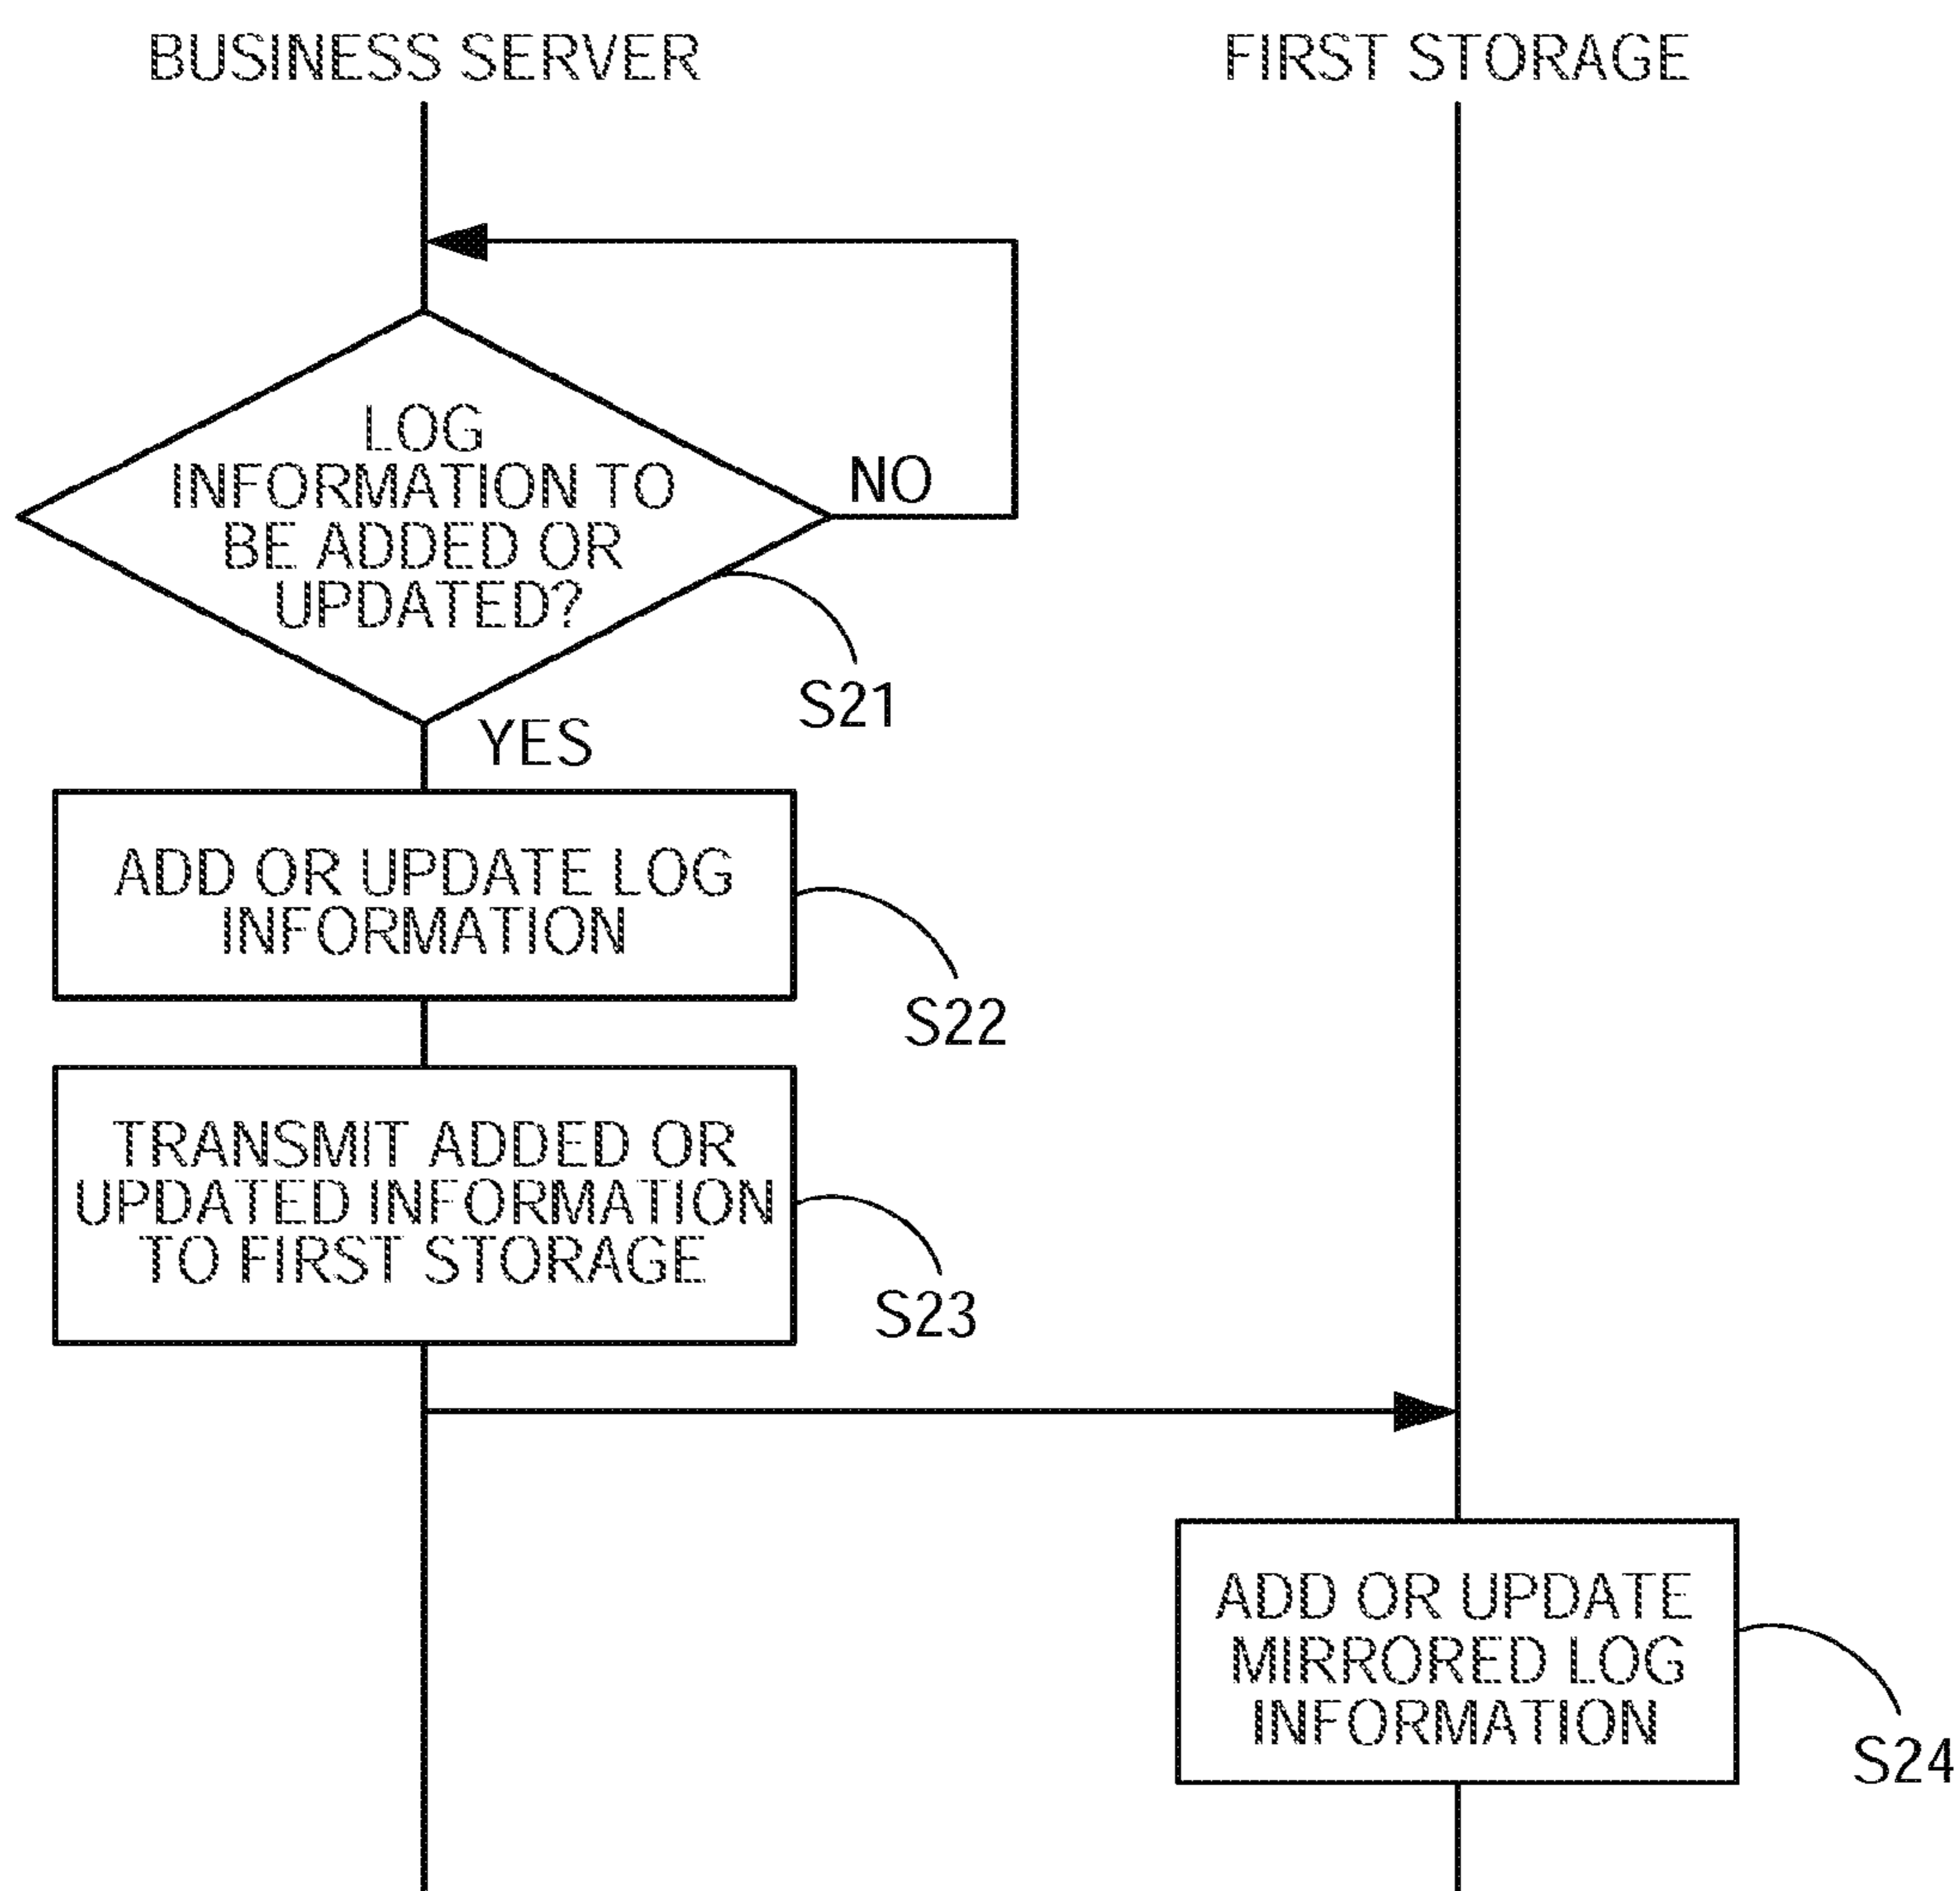 BUSINESS SERVER
FIRST STORAGE
LOG
INFORMATION TO
BE ADDED OR
UPDATED?
NO
S21
YES
ADD OR UPDATE LOG
INFORMATION
S22
TRANSMIT ADDED OR
UPDATED INFORMATION
TO FIRST STORAGE
S23
ADD OR UPDATE
MIRRORED LOG
INFORMATION
S24